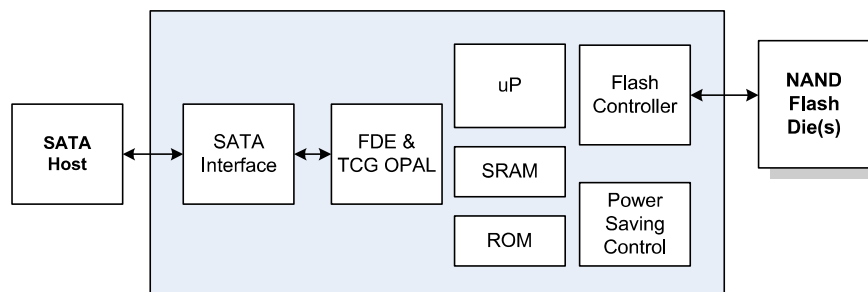 SATA
Host
SATA
Interface
FDE &
TCG OPAL
uP
SRAM
ROM
Flash
Controller
Power
Saving
Control
NAND
Flash
Die(s)